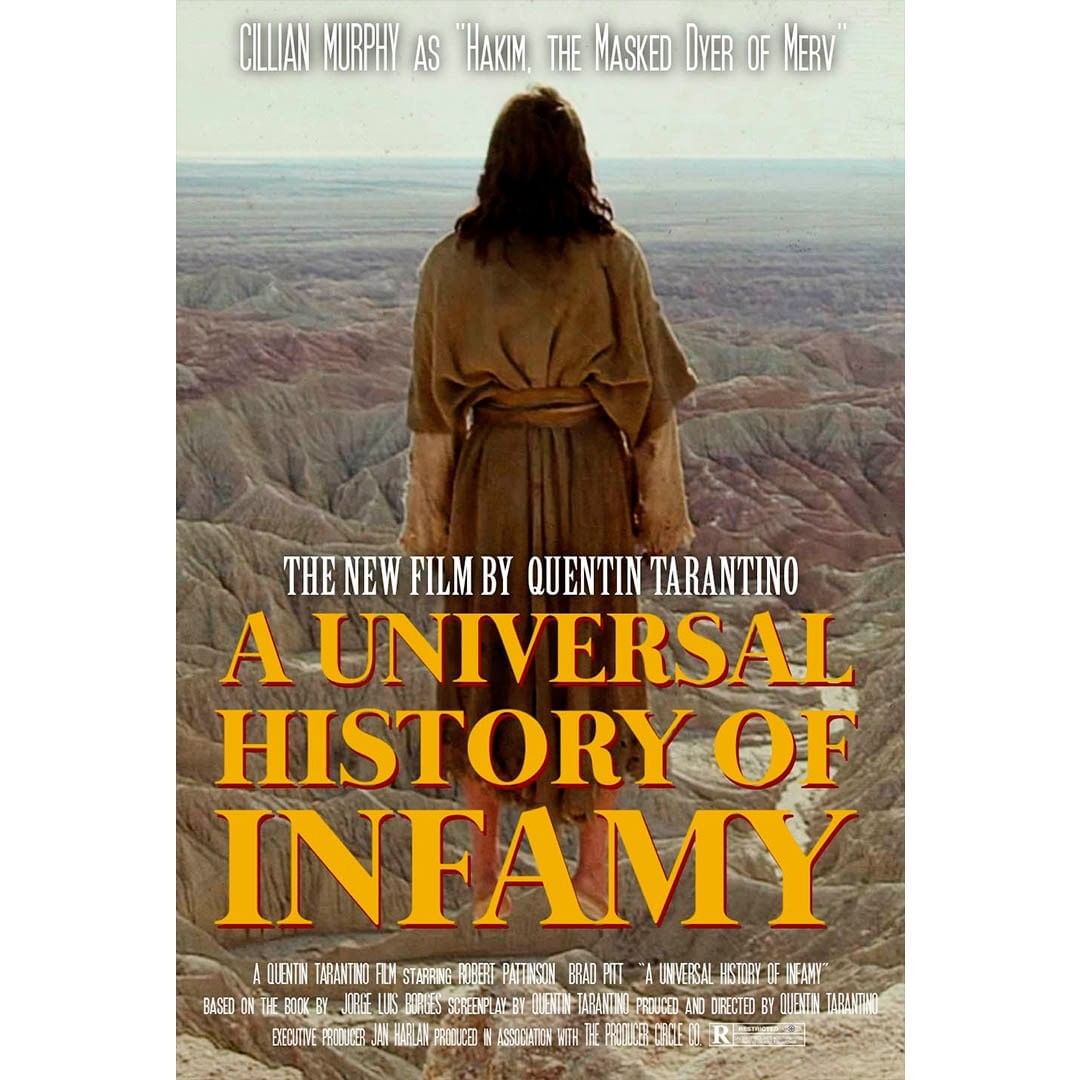 CILLIAN MURPHY AS "HAKIM, THE MASKED DYER OF MERV"
THE NEW FILM BY QUENTIN TARANTINO
A UNIVERSAL
HISTORY OF
INFAMY
A QUENTIN TARANTINO FILM STARRING ROBERT PATTINSON BRAD PITT "A UNIVERSAL HISTORY OF INFAMY"
BASED ON THE BOOK BY JORGE LUIS BORGES SCREENPLAY BY QUENTIN TARANTINO PRDUCED AND DIRECTED BY QUENTIN TARANTINO
EXECUTIVE PRODUCER JAN HARLAN PRODUCED IN ASSOCIATION WITH THE PRODUCER CIRCLE CO. R RESTRICTED